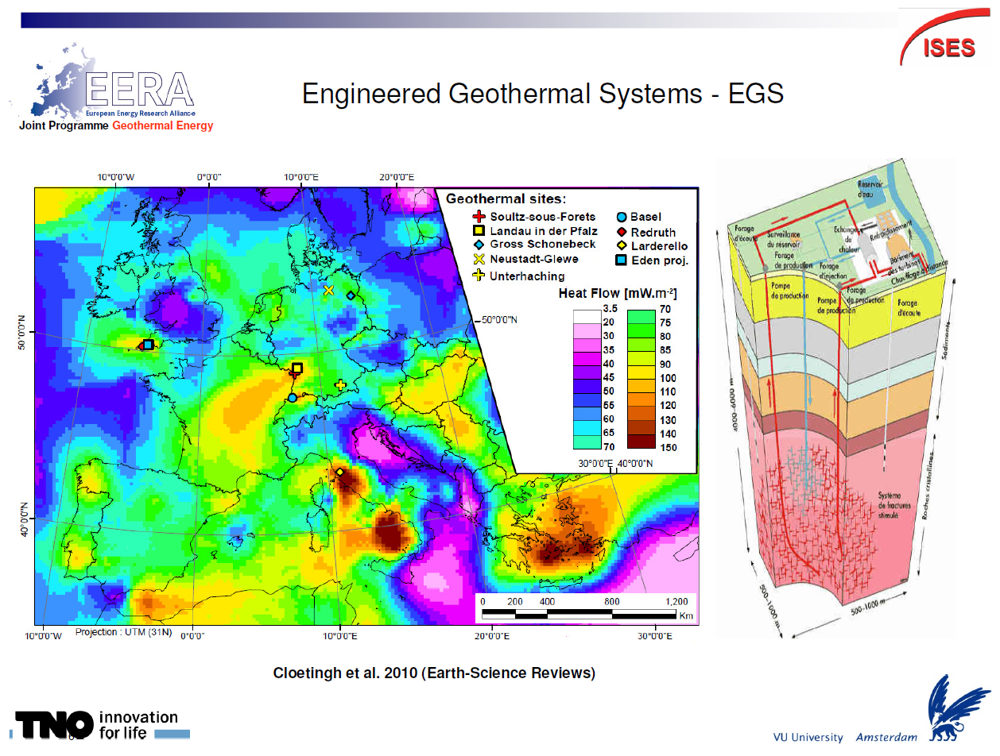 ISES
EERA
European Energy Research Alliance
Joint Programme Geothermal Energy
Engineered Geothermal Systems - EGS
10°0'0"W 0°0'0" 10°0'0"E 20°0'0"E
Geothermal sites:
Soultz-sous-Forets
Landau in der Pfalz
Gross Schonebeck
Neustadt-Glewe
Unterhaching
Basel
Redruth
Larderello
Eden proj.
Heat Flow [mW.m-2]
3.5
20
30
35
40
45
50
55
60
65
70
70
75
80
85
90
100
110
120
130
140
150
50°0'0"N
50°0'0"N
40°0'0"N
30°0'0"E 40°0'0"N
0 200 400 800 1,200
Km
10°0'0"W
Projection : UTM (31N)
0°0'0" 10°0'0"E 20°0'0"E 30°0'0"E
Reservoir
d'eau
Forage
d'écoute
Surveillance
du réservoir
Echange
de
chaleur
Refroidissement
Forage
de production
Forage
d'injection
Bâtiment
des turbines
Chauffage à distance
Pompe
de production
Pompe
de production
Forage
de production
Forage
d'écoute
Sédiments
4000-6000 m
Système
de fractures
stimulé
Roches cristallines
500-1000 m
500-1000 m
Cloetingh et al. 2010 (Earth-Science Reviews)
TNO innovation
for life
6
VU University Amsterdam